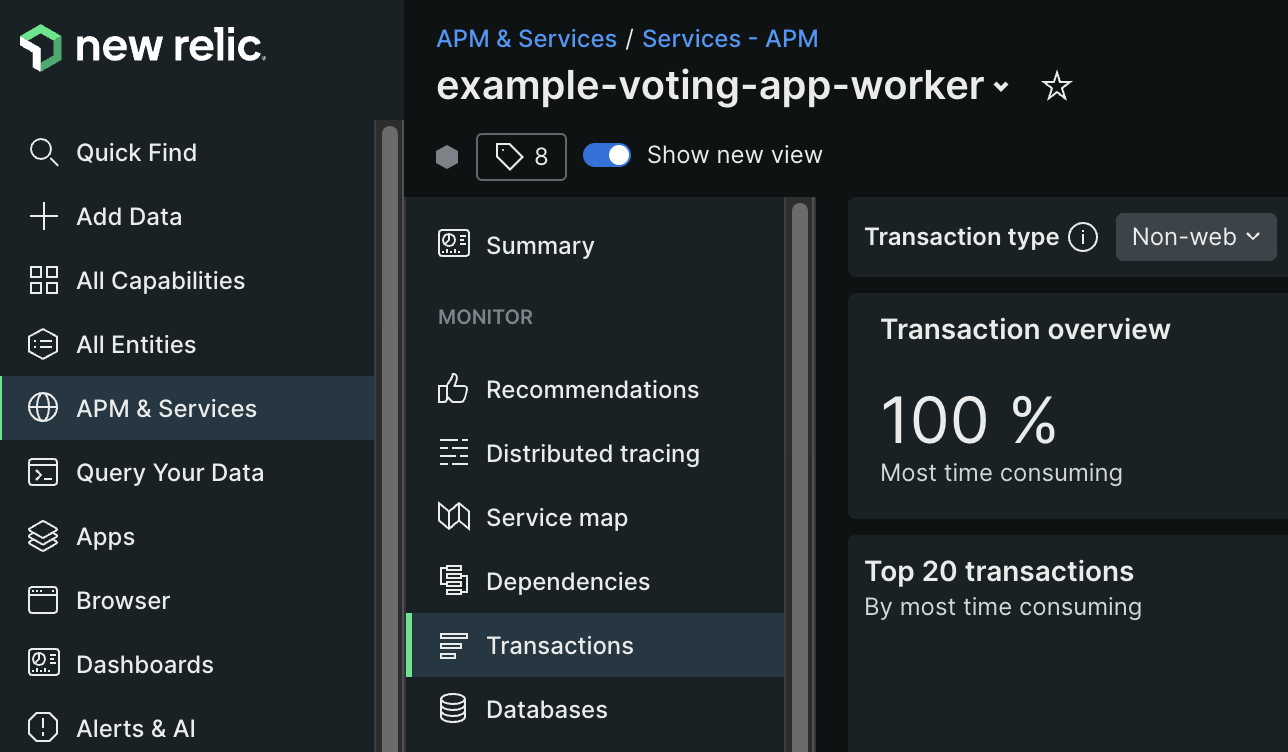 new relic.
Quick Find
Add Data
All Capabilities
All Entities
APM & Services
Query Your Data
Apps
Browser
Dashboards
Alerts & AI
APM & Services / Services - APM
example-voting-app-worker
8
Show new view
Summary
MONITOR
Recommendations
Distributed tracing
Service map
Dependencies
Transactions
Databases
Transaction type Non-web
Transaction overview
100 %
Most time consuming
Top 20 transactions
By most time consuming